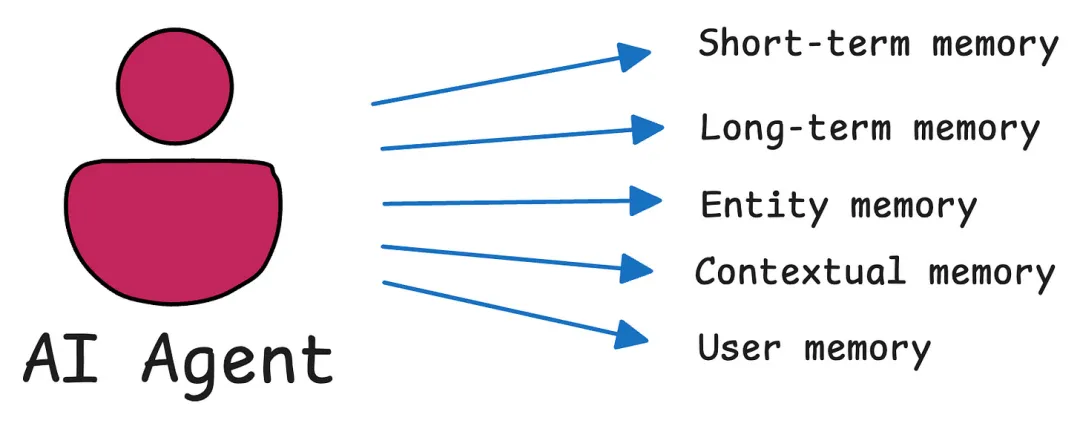 Short-term memory
Long-term memory
Entity memory
Contextual memory
User memory
AI Agent